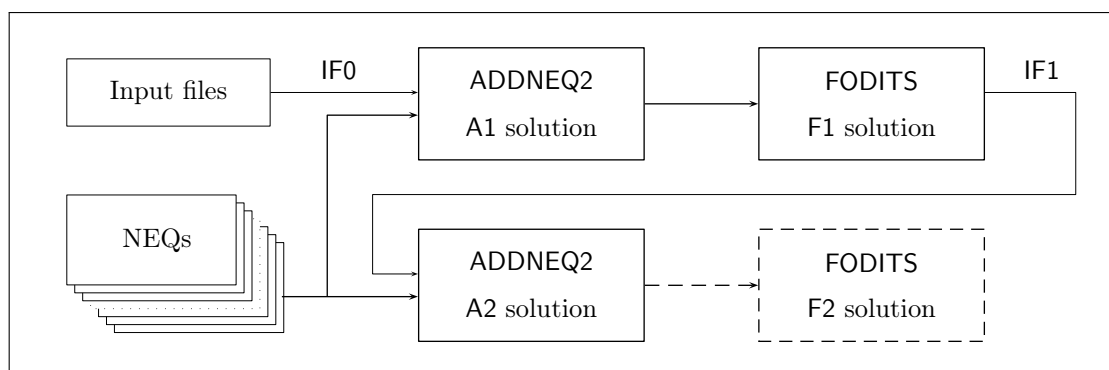 Input files
IF0
ADDNEQ2
A1 solution
FODITS
F1 solution
IF1
NEQs
ADDNEQ2
A2 solution
FODITS
F2 solution